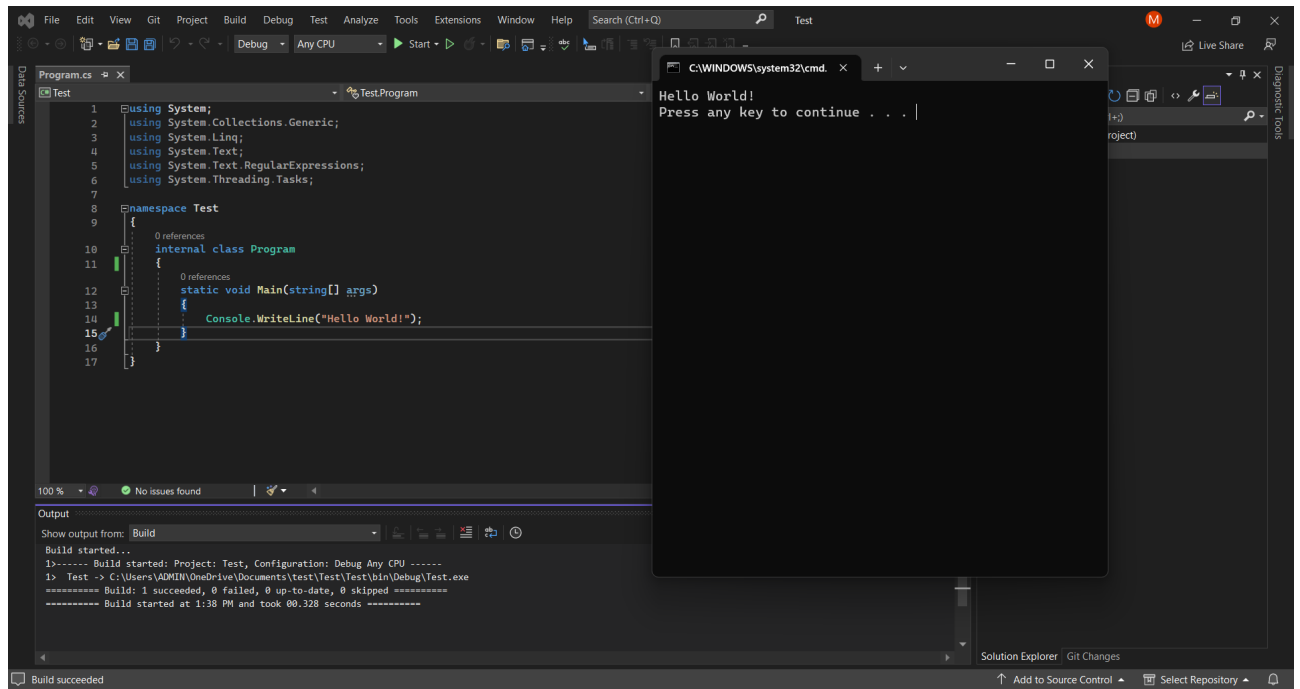 File Edit View Git Project Build Debug Test Analyze Tools Extensions Window Help Search (Ctrl+Q) Test M
Debug Any CPU Start Live Share
Data Sources
Program.cs
Test Test.Program
1 using System;
2 using System.Collections.Generic;
3 using System.Linq;
4 using System.Text;
5 using System.Text.RegularExpressions;
6 using System.Threading.Tasks;
7
8 namespace Test
9 {
0 references
10 internal class Program
11 {
0 references
12 static void Main(string[] args)
13 {
14 Console.WriteLine("Hello World!");
15 }
16 }
17 }
100 % No issues found
C:\WINDOWS\system32\cmd.
Hello World!
Press any key to continue . . .
l+;)
roject)
Diagnostic Tools
Output
Show output from: Build
Build started...
1>------ Build started: Project: Test, Configuration: Debug Any CPU ------
1> Test -> C:\Users\ADMIN\OneDrive\Documents\test\Test\Test\bin\Debug\Test.exe
========== Build: 1 succeeded, 0 failed, 0 up-to-date, 0 skipped ==========
========== Build started at 1:38 PM and took 00.328 seconds ==========
Solution Explorer Git Changes
Build succeeded Add to Source Control Select Repository